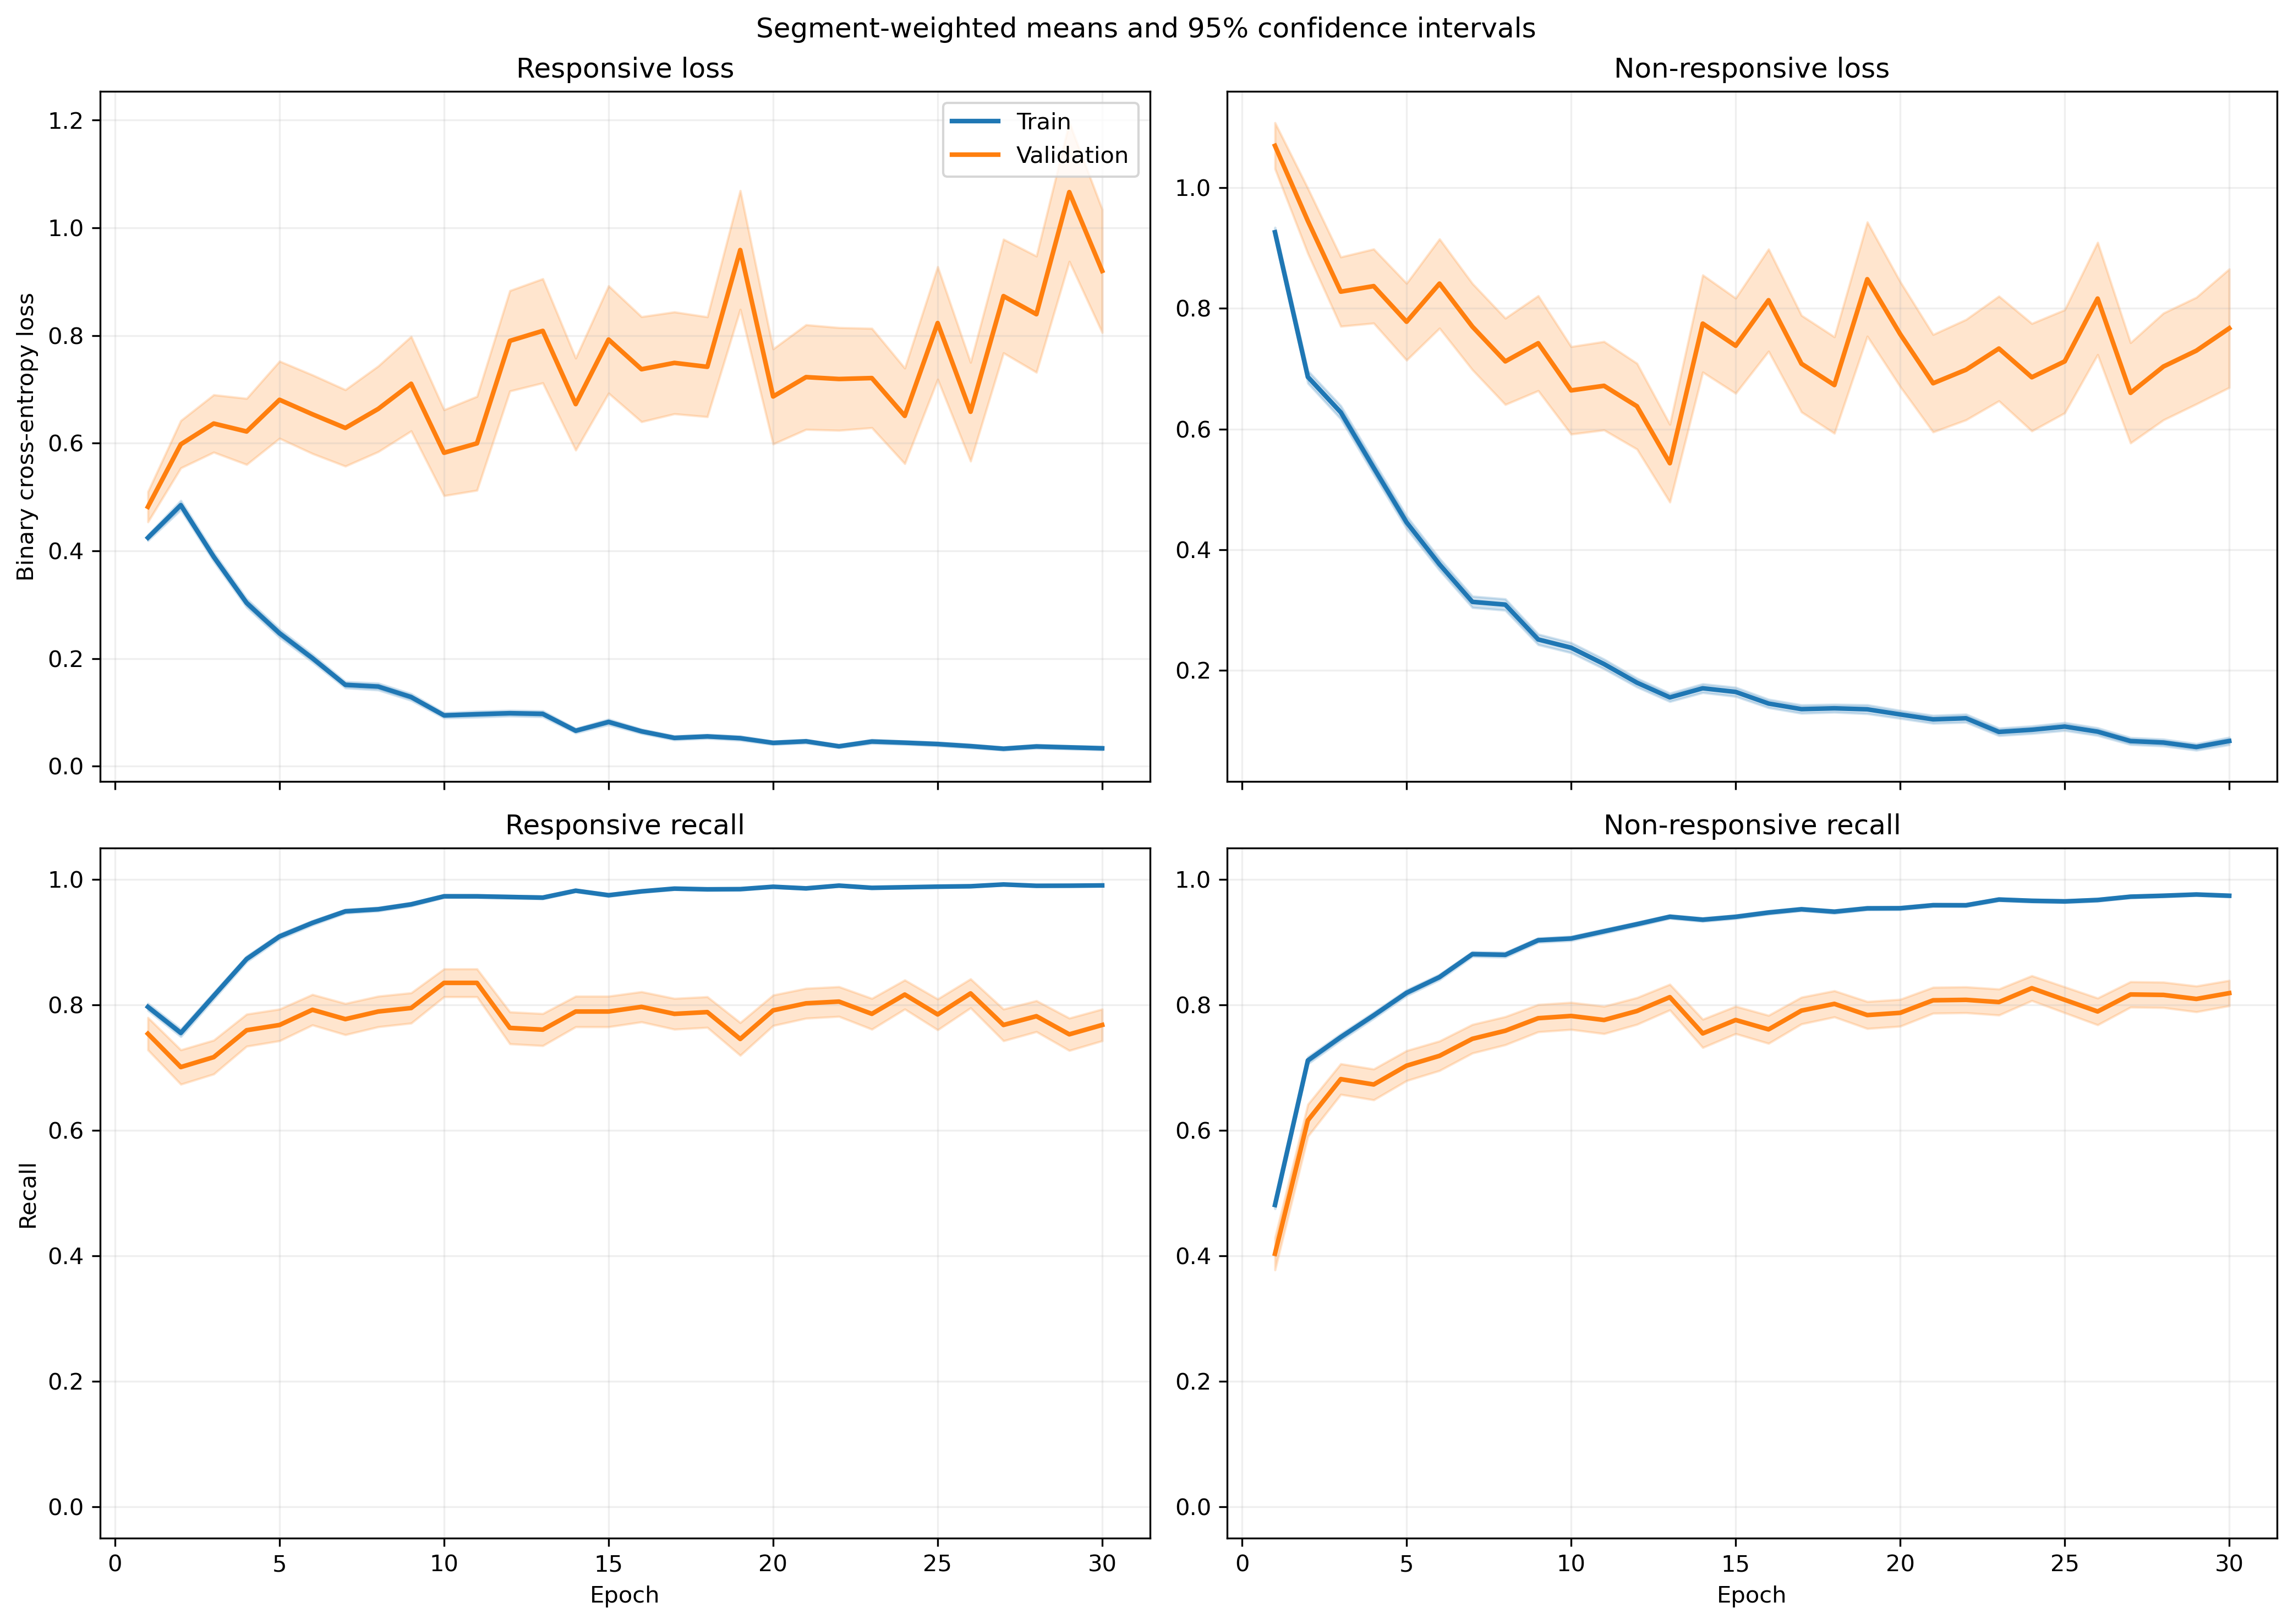 Segment-weighted means and 95% confidence intervals
Responsive loss
Non-responsive loss
Train
Validation
Binary cross-entropy loss
1.2
1.0
0.8
0.6
0.4
0.2
0.0
1.0
0.8
0.6
0.4
0.2
Responsive recall
Non-responsive recall
Recall
1.0
0.8
0.6
0.4
0.2
0.0
0 5 10 15 20 25 30
Epoch
1.0
0.8
0.6
0.4
0.2
0.0
0 5 10 15 20 25 30
Epoch